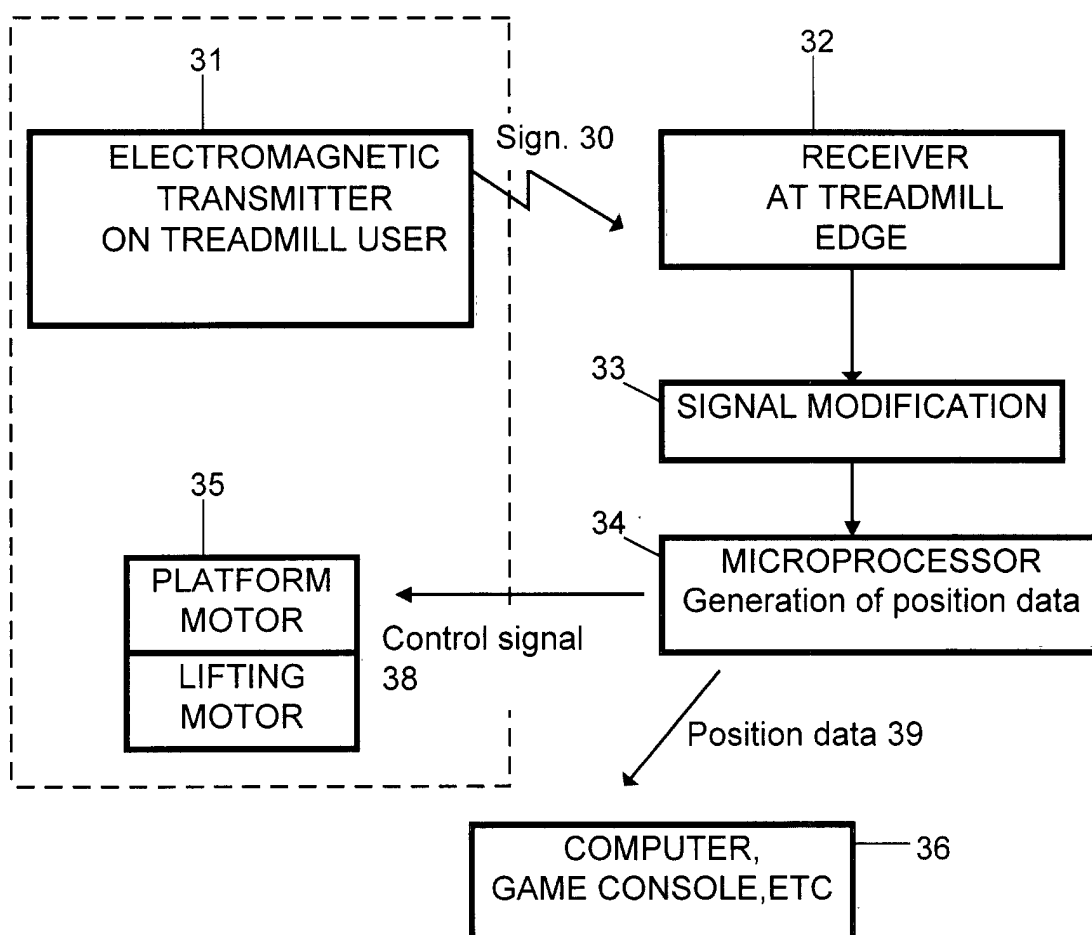 31
32
ELECTROMAGNETIC
TRANSMITTER
ON TREADMILL USER
Sign. 30
RECEIVER
AT TREADMILL
EDGE
33
SIGNAL MODIFICATION
34
MICROPROCESSOR
Generation of position data
35
PLATFORM
MOTOR
LIFTING
MOTOR
Control signal
38
Position data 39
COMPUTER,
GAME CONSOLE,ETC
36